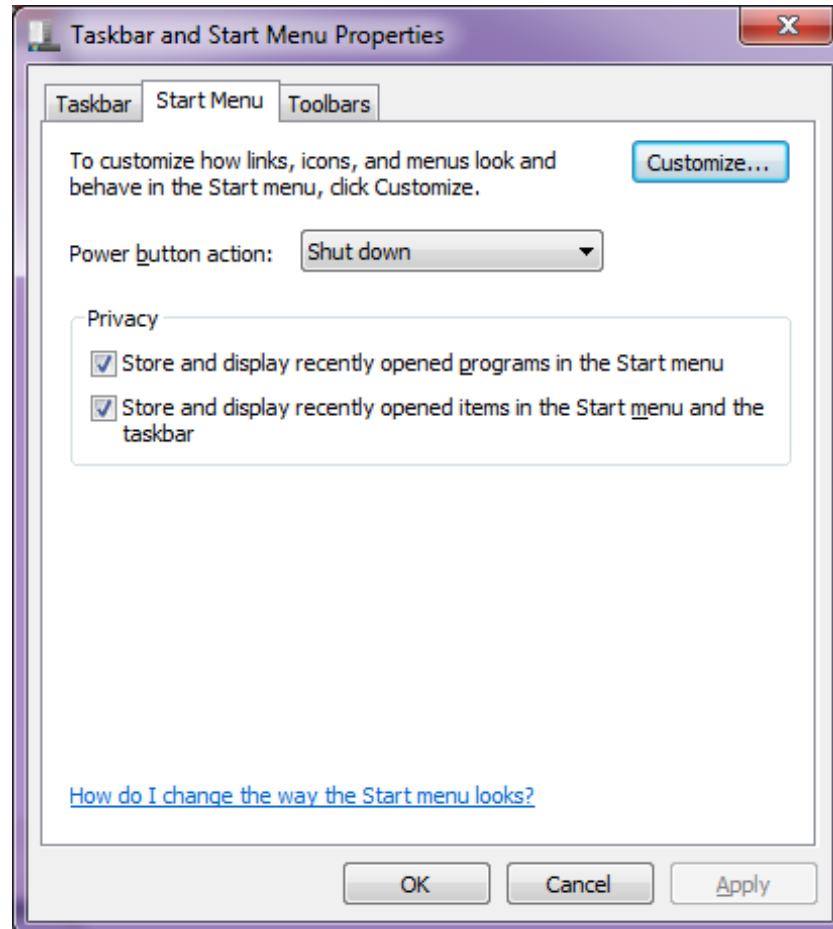 Taskbar and Start Menu Properties
Taskbar
Start Menu
Toolbars
To customize how links, icons, and menus look and
behave in the Start menu, click Customize.
Customize...
Power button action:
Shut down
Privacy
Store and display recently opened programs in the Start menu
Store and display recently opened items in the Start menu and the
taskbar
How do I change the way the Start menu looks?
OK
Cancel
Apply